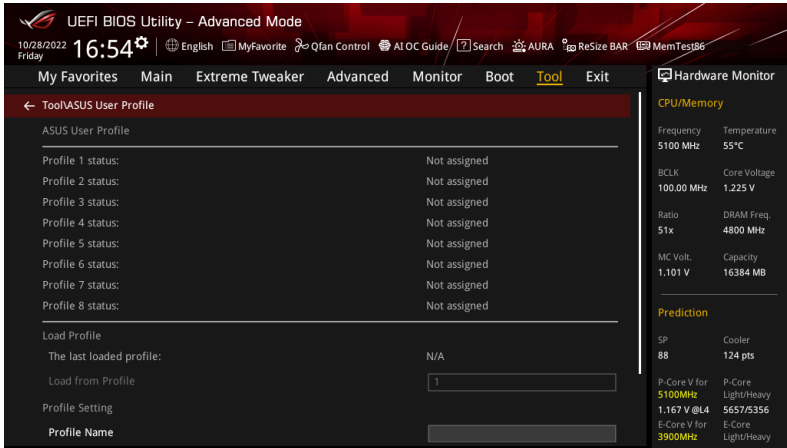 UEFI BIOS Utility – Advanced Mode
10/28/2022 Friday 16:54 English MyFavorite Qfan Control AI OC Guide Search AURA ReSize BAR MemTest86
My Favorites Main Extreme Tweaker Advanced Monitor Boot Tool Exit
← Tool\ASUS User Profile
ASUS User Profile
Profile 1 status: Not assigned
Profile 2 status: Not assigned
Profile 3 status: Not assigned
Profile 4 status: Not assigned
Profile 5 status: Not assigned
Profile 6 status: Not assigned
Profile 7 status: Not assigned
Profile 8 status: Not assigned
Load Profile
The last loaded profile: N/A
Load from Profile 1
Profile Setting
Profile Name
Hardware Monitor
CPU/Memory
Frequency Temperature
5100 MHz 55°C
BCLK Core Voltage
100.00 MHz 1.225 V
Ratio DRAM Freq.
51x 4800 MHz
MC Volt. Capacity
1.101 V 16384 MB
Prediction
SP Cooler
88 124 pts
P-Core V for P-Core
5100MHz Light/Heavy
1.167 V @L4 5657/5356
E-Core V for E-Core
3900MHz Light/Heavy